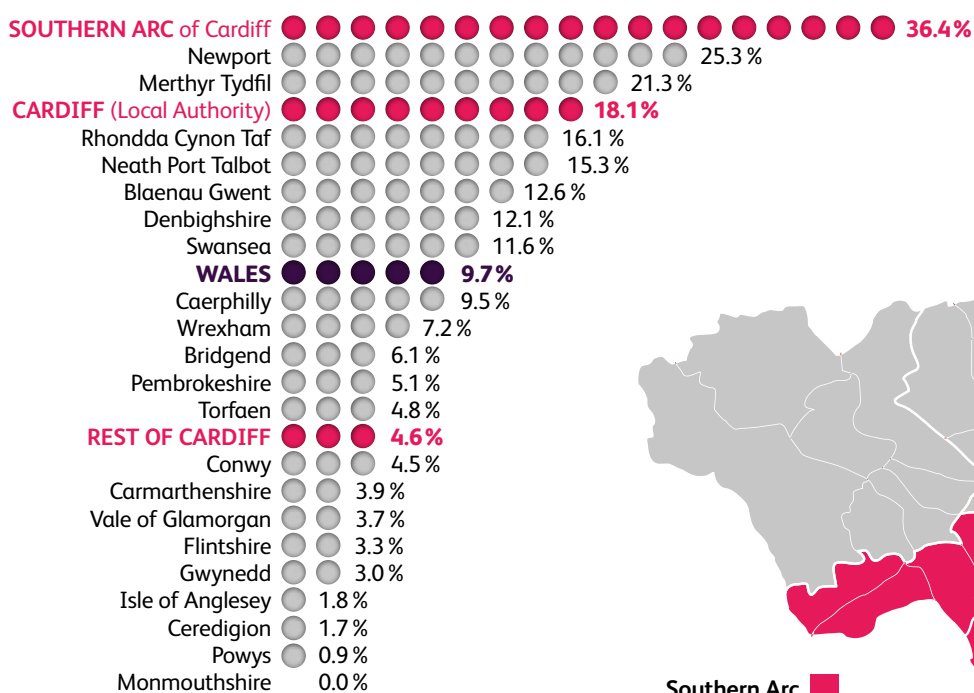 SOUTHERN ARC of Cardiff 36.4%
Newport 25.3%
Merthyr Tydfil 21.3%
CARDIFF (Local Authority) 18.1%
Rhondda Cynon Taf 16.1%
Neath Port Talbot 15.3%
Blaenau Gwent 12.6%
Denbighshire 12.1%
Swansea 11.6%
WALES 9.7%
Caerphilly 9.5%
Wrexham 7.2%
Bridgend 6.1%
Pembrokeshire 5.1%
Torfaen 4.8%
REST OF CARDIFF 4.6%
Conwy 4.5%
Carmarthenshire 3.9%
Vale of Glamorgan 3.7%
Flintshire 3.3%
Gwynedd 3.0%
Isle of Anglesey 1.8%
Ceredigion 1.7%
Powys 0.9%
Monmouthshire 0.0%
Southern Arc